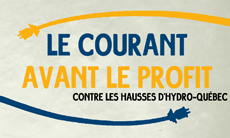 LE COURANT
AVANT LE PROFIT
CONTRE LES HAUSSES D'HYDRO-QUÉBEC